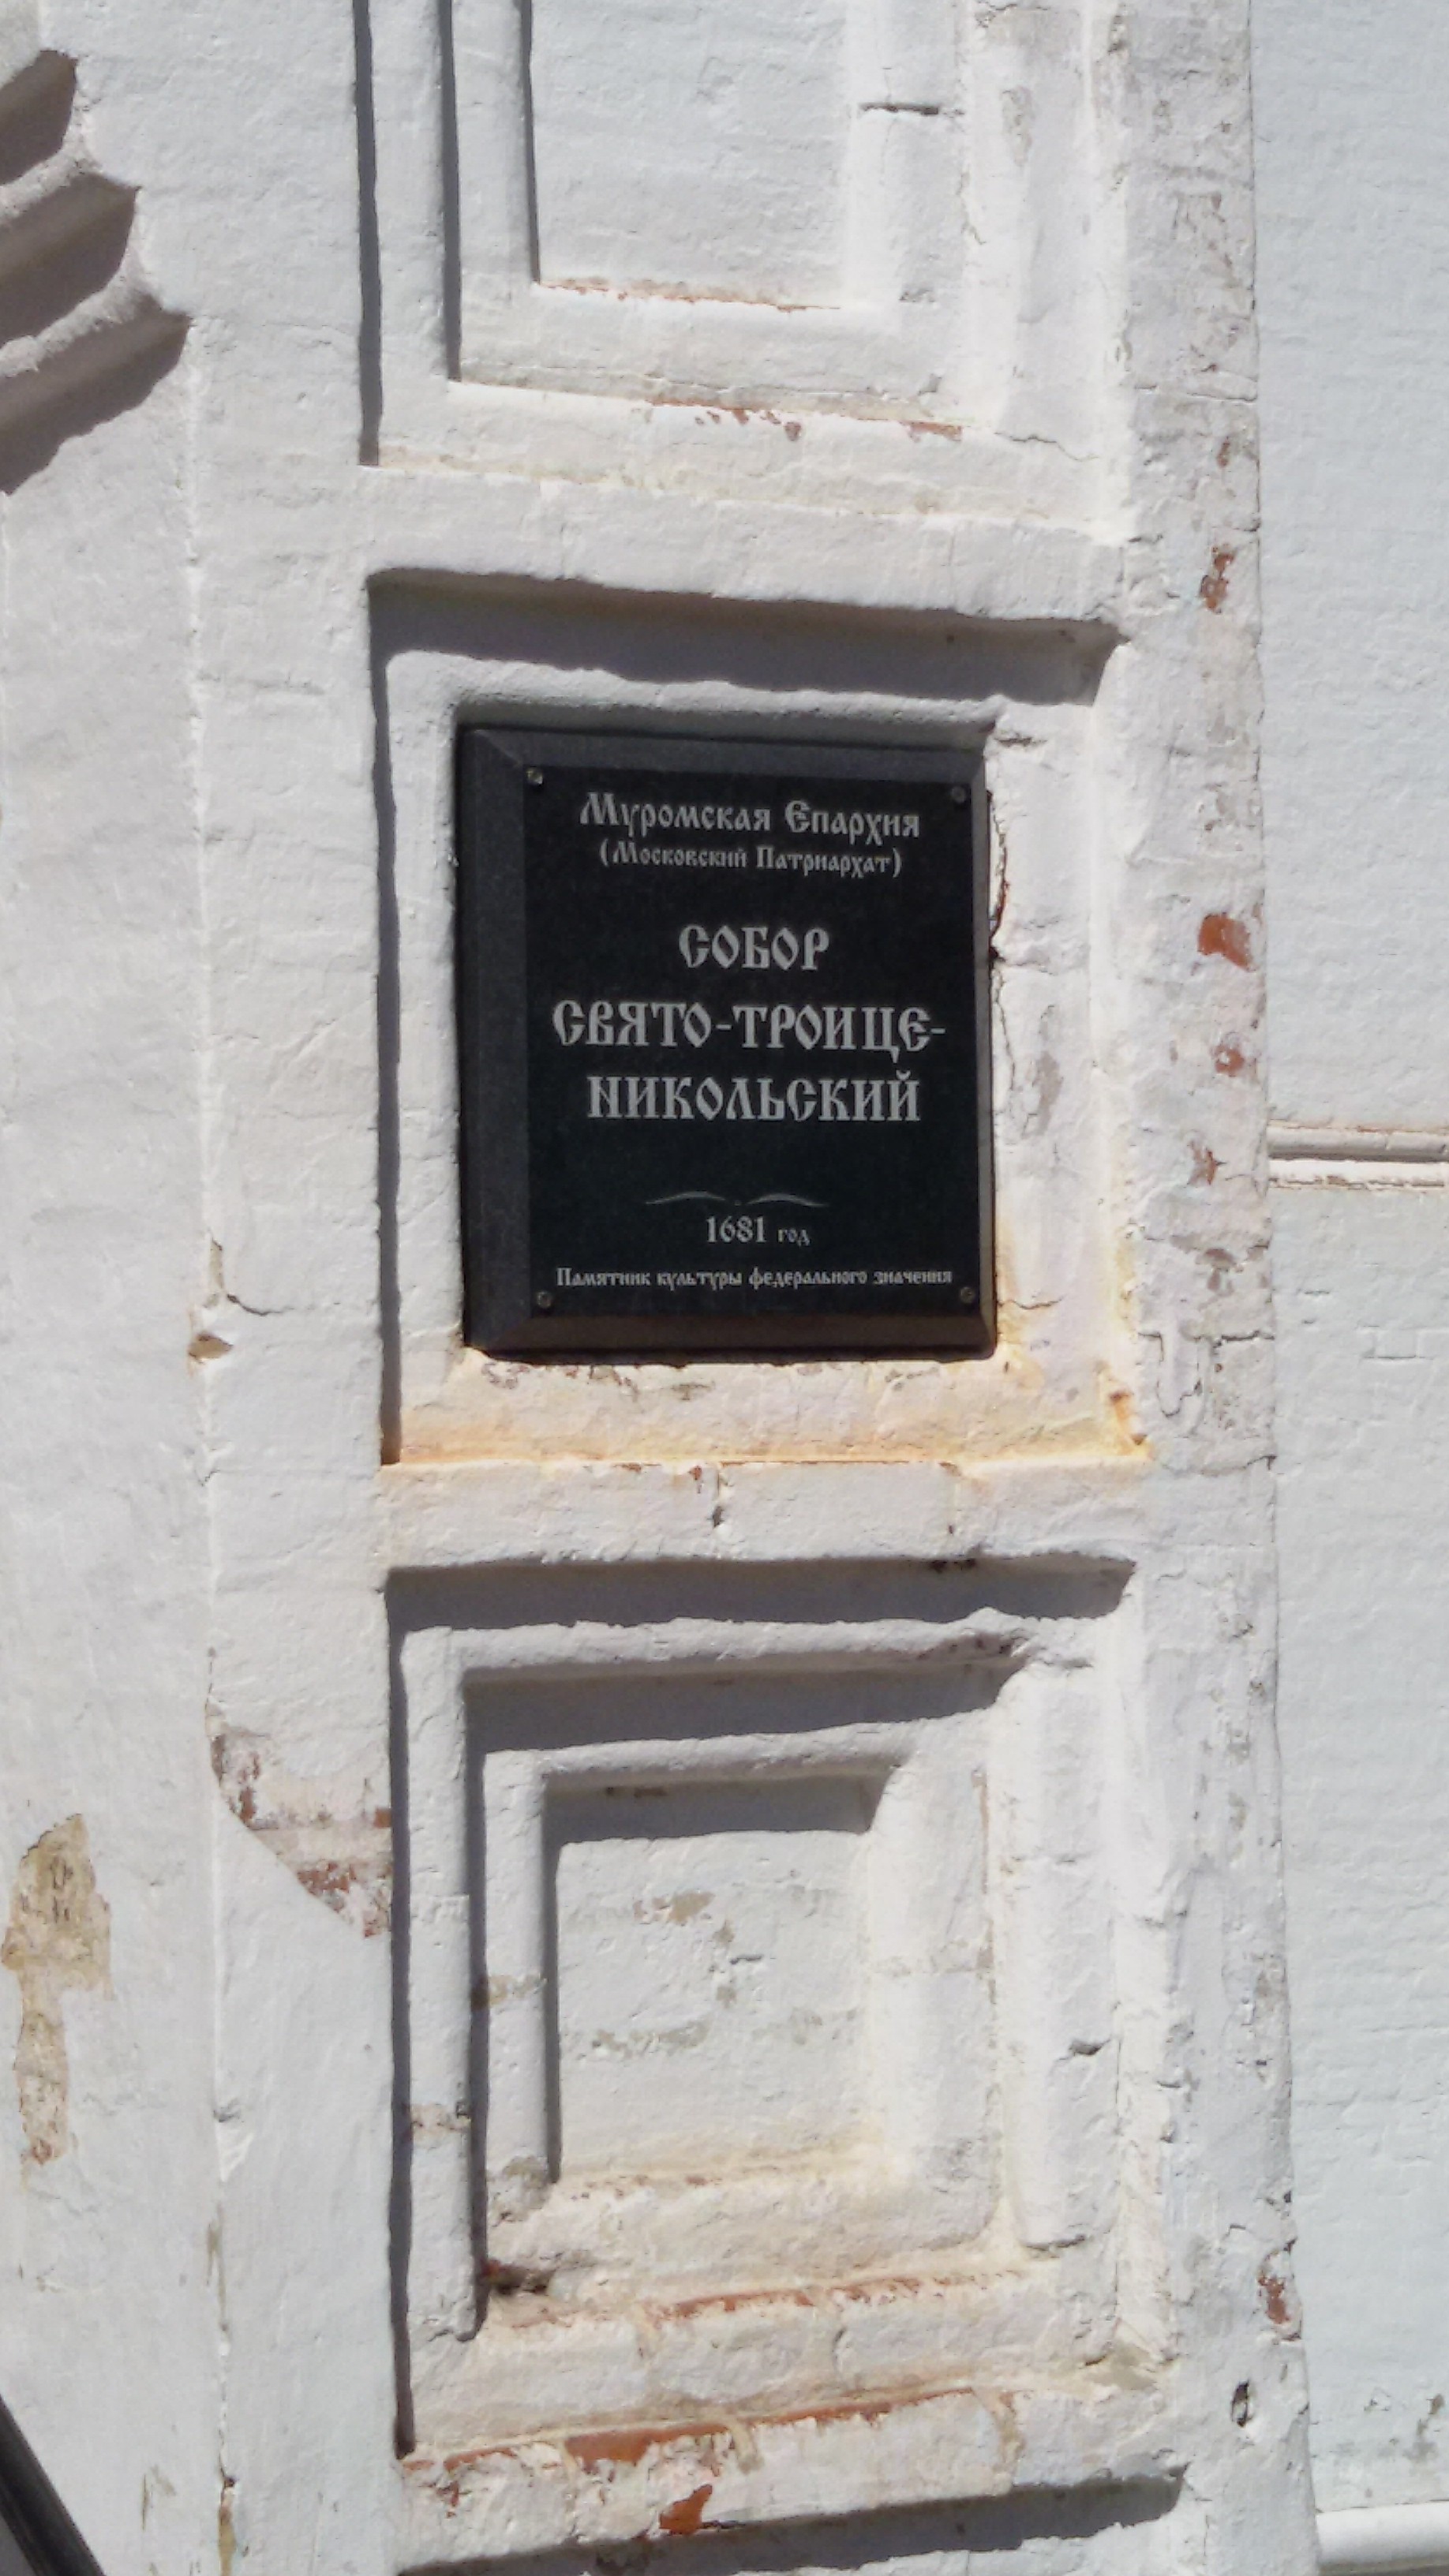 Муромская Епархия
(Московский Патриархат)
СОБОР
СВЯТО-ТРОИЦЕ-
НИКОЛЬСКИЙ
1681 год
Памятник культуры федерального значения